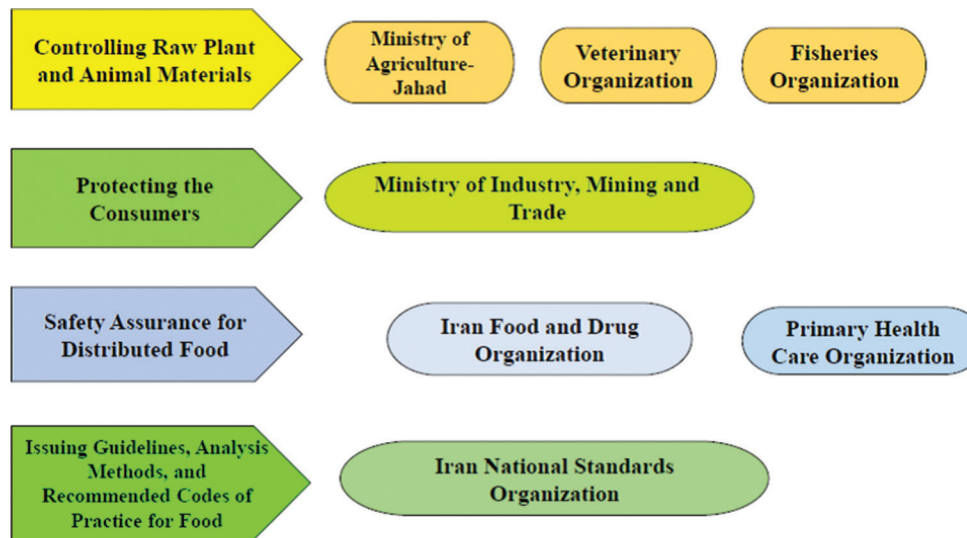 Controlling Raw Plant
and Animal Materials
Ministry of
Agriculture-
Jahad
Veterinary
Organization
Fisheries
Organization
Protecting the
Consumers
Ministry of Industry, Mining and
Trade
Safety Assurance for
Distributed Food
Iran Food and Drug
Organization
Primary Health
Care Organization
Issuing Guidelines, Analysis
Methods, and
Recommended Codes of
Practice for Food
Iran National Standards
Organization